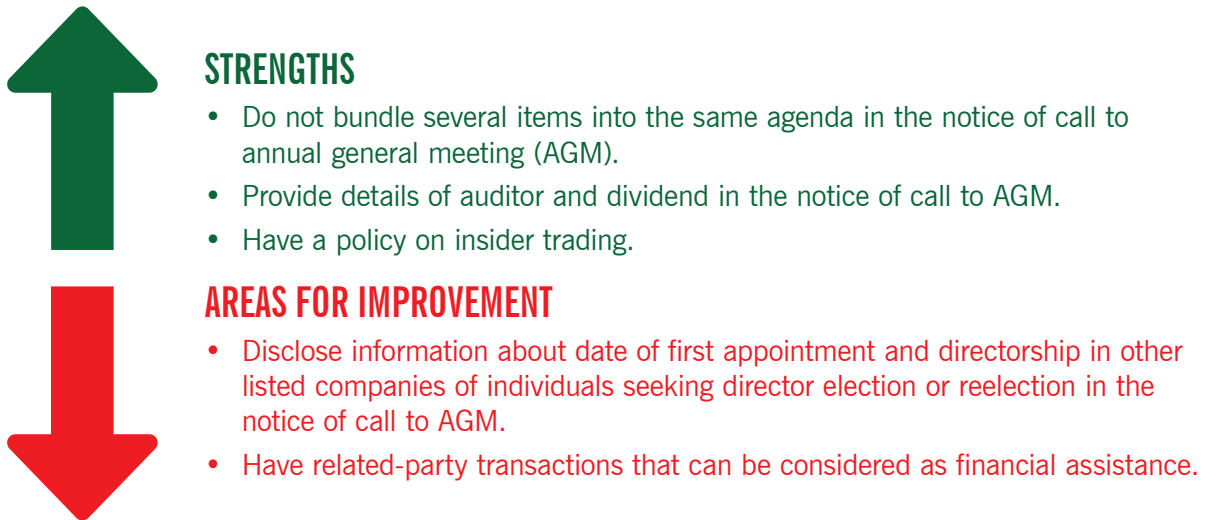 STRENGTHS
• Do not bundle several items into the same agenda in the notice of call to
annual general meeting (AGM).
• Provide details of auditor and dividend in the notice of call to AGM.
• Have a policy on insider trading.
AREAS FOR IMPROVEMENT
• Disclose information about date of first appointment and directorship in other
listed companies of individuals seeking director election or reelection in the
notice of call to AGM.
• Have related-party transactions that can be considered as financial assistance.